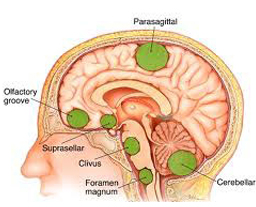 Parasagittal
Olfactory
groove
Suprasellar
Clivus
Foramen
magnum
Cerebellar